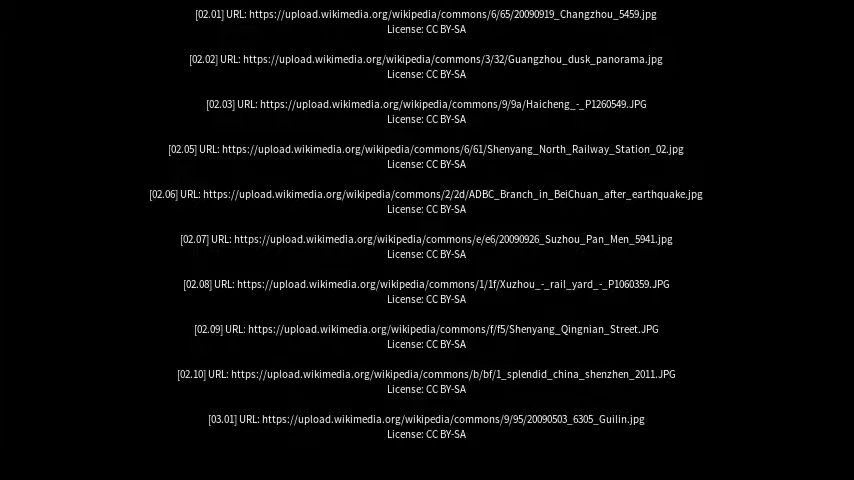 [02.01] URL: https://upload.wikimedia.org/wikipedia/commons/6/65/20090919_Changzhou_5459.jpg
License: CC BY-SA
[02.02] URL: https://upload.wikimedia.org/wikipedia/commons/3/32/Guangzhou_dusk_panorama.jpg
License: CC BY-SA
[02.03] URL: https://upload.wikimedia.org/wikipedia/commons/9/9a/Haicheng_-_P1260549.JPG
License: CC BY-SA
[02.05] URL: https://upload.wikimedia.org/wikipedia/commons/6/61/Shenyang_North_Railway_Station_02.jpg
License: CC BY-SA
[02.06] URL: https://upload.wikimedia.org/wikipedia/commons/2/2d/ADBC_Branch_in_BeiChuan_after_earthquake.jpg
License: CC BY-SA
[02.07] URL: https://upload.wikimedia.org/wikipedia/commons/e/e6/20090926_Suzhou_Pan_Men_5941.jpg
License: CC BY-SA
[02.08] URL: https://upload.wikimedia.org/wikipedia/commons/1/1f/Xuzhou_-_rail_yard_-_P1060359.JPG
License: CC BY-SA
[02.09] URL: https://upload.wikimedia.org/wikipedia/commons/f/f5/Shenyang_Qingnian_Street.JPG
License: CC BY-SA
[02.10] URL: https://upload.wikimedia.org/wikipedia/commons/b/bf/1_splendid_china_shenzhen_2011.JPG
License: CC BY-SA
[03.01] URL: https://upload.wikimedia.org/wikipedia/commons/9/95/20090503_6305_Guilin.jpg
License: CC BY-SA